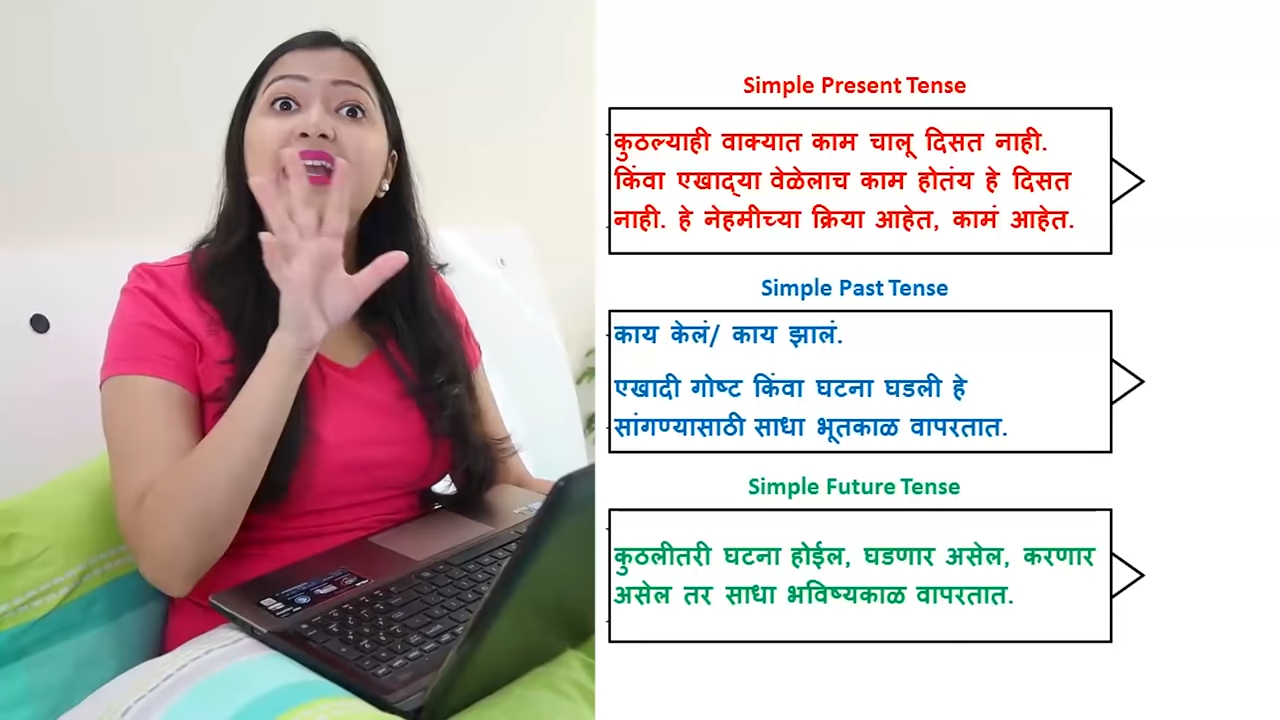 Simple Present Tense
कुठल्याही वाक्यात काम चालू दिसत नाही.
किंवा एखाद्या वेळेलाच काम होतंय हे दिसत
नाही. हे नेहमीच्या क्रिया आहेत, कामं आहेत.
Simple Past Tense
काय केलं/ काय झालं.
एखादी गोष्ट किंवा घटना घडली हे
सांगण्यासाठी साधा भूतकाळ वापरतात.
Simple Future Tense
कुठलीतरी घटना होईल, घडणार असेल, करणार
असेल तर साधा भविष्यकाळ वापरतात.